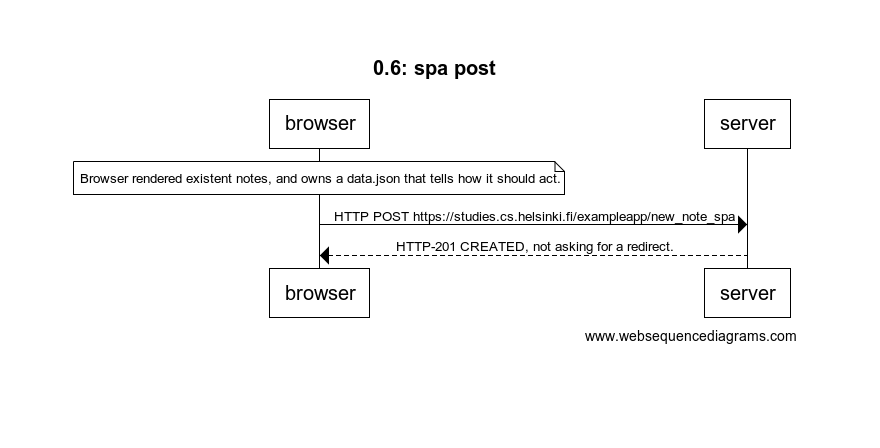 0.6: spa post
browser
server
Browser rendered existent notes, and owns a data.json that tells how it should act.
HTTP POST https://studies.cs.helsinki.fi/exampleapp/new_note_spa
HTTP-201 CREATED, not asking for a redirect.
browser
server
www.websequencediagrams.com